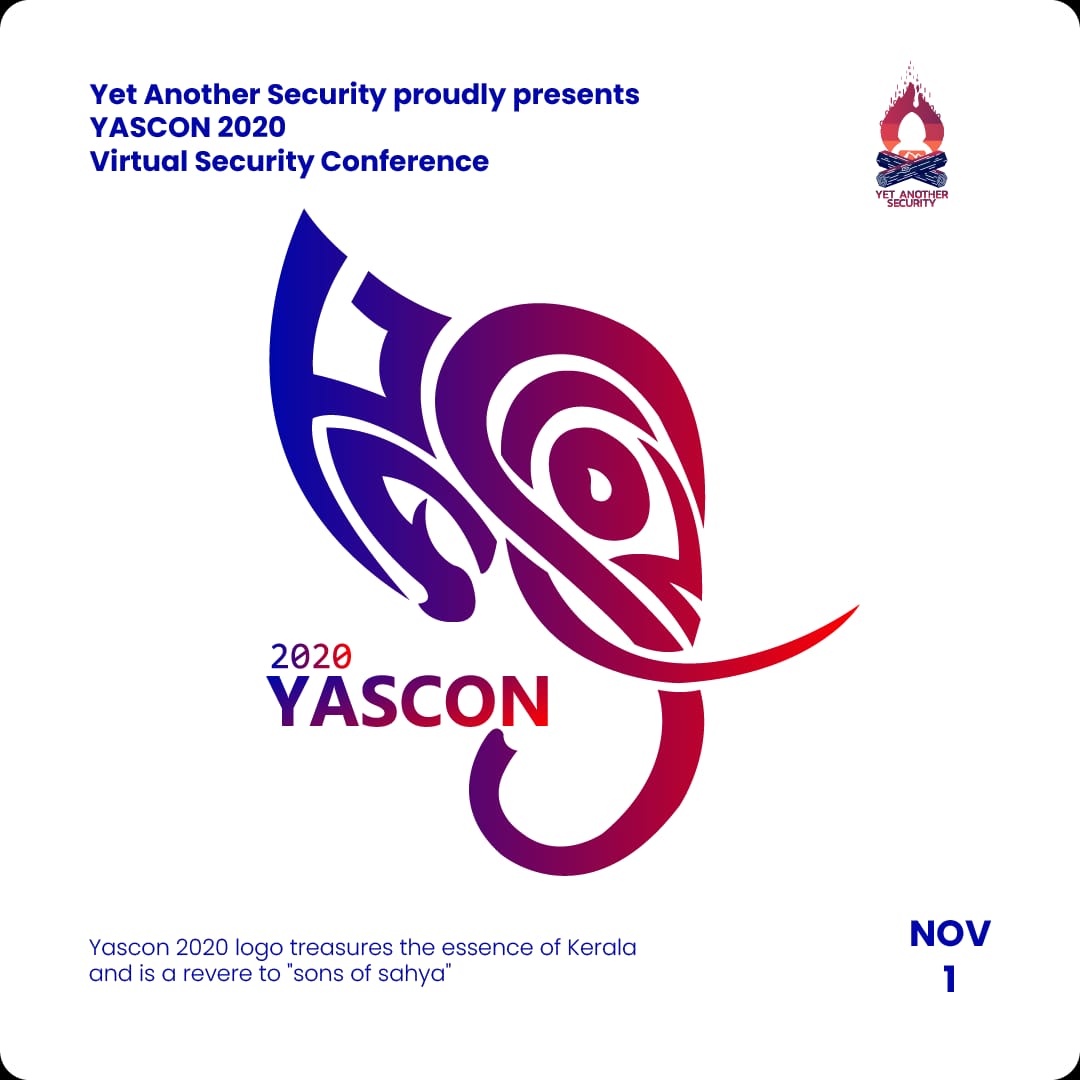 Yet Another Security proudly presents
YASCON 2020
Virtual Security Conference
YET ANOTHER
SECURITY
2020
YASCON
Yascon 2020 logo treasures the essence of Kerala
and is a revere to "sons of sahya"
NOV
1